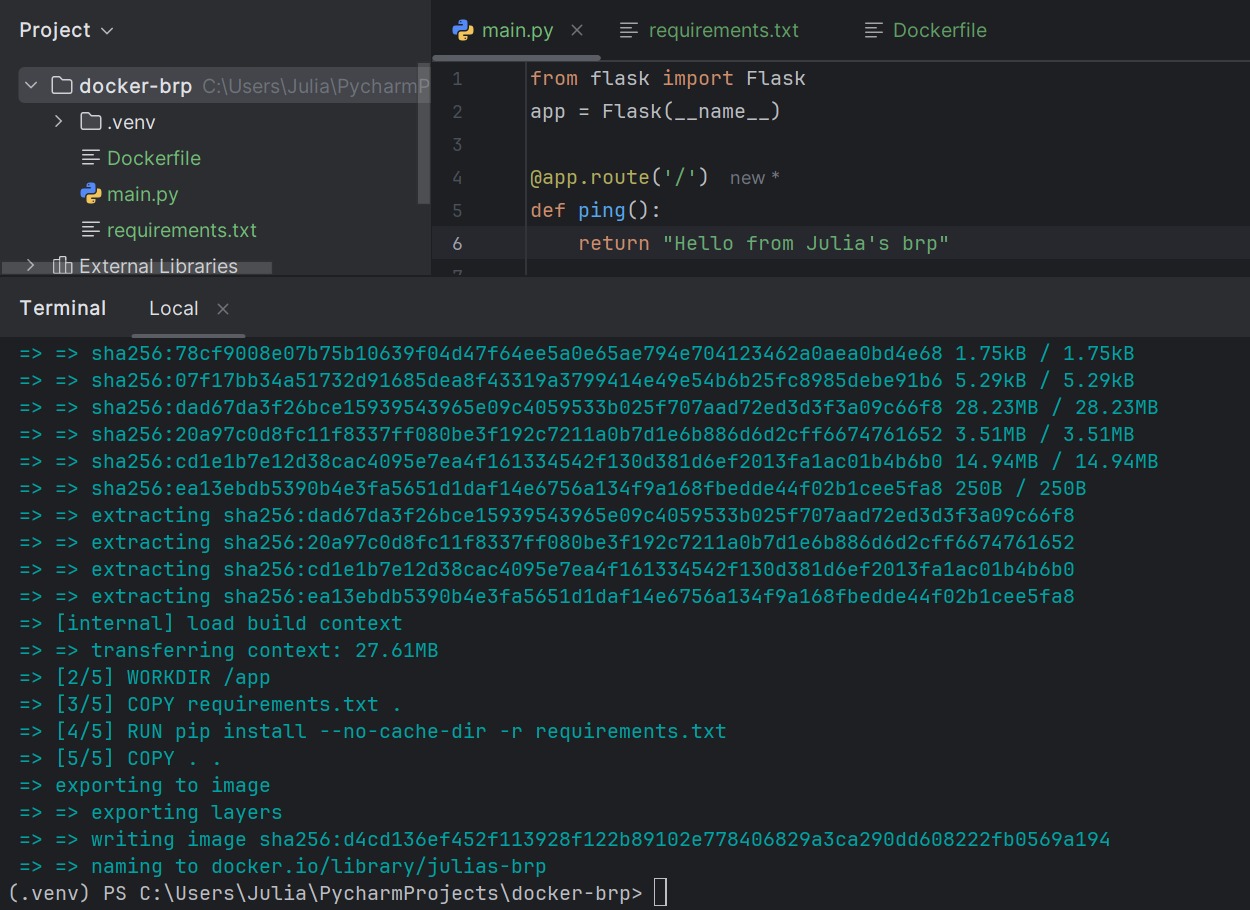 Project
docker-brp C:\Users\Julia\PycharmP
.venv
Dockerfile
main.py
requirements.txt
External Libraries
main.py requirements.txt Dockerfile
1 from flask import Flask
2 app = Flask(__name__)
3
4 @app.route('/') new *
5 def ping():
6     return "Hello from Julia's brp"
7
Terminal Local
=> => sha256:78cf9008e07b75b10639f04d47f64ee5a0e65ae794e704123462a0aea0bd4e68 1.75kB / 1.75kB
=> => sha256:07f17bb34a51732d91685dea8f43319a3799414e49e54b6b25fc8985debe91b6 5.29kB / 5.29kB
=> => sha256:dad67da3f26bce15939543965e09c4059533b025f707aad72ed3d3f3a09c66f8 28.23MB / 28.23MB
=> => sha256:20a97c0d8fc11f8337ff080be3f192c7211a0b7d1e6b886d6d2cff6674761652 3.51MB / 3.51MB
=> => sha256:cd1e1b7e12d38cac4095e7ea4f161334542f130d381d6ef2013fa1ac01b4b6b0 14.94MB / 14.94MB
=> => sha256:ea13ebdb5390b4e3fa5651d1daf14e6756a134f9a168fbedde44f02b1cee5fa8 250B / 250B
=> => extracting sha256:dad67da3f26bce15939543965e09c4059533b025f707aad72ed3d3f3a09c66f8
=> => extracting sha256:20a97c0d8fc11f8337ff080be3f192c7211a0b7d1e6b886d6d2cff6674761652
=> => extracting sha256:cd1e1b7e12d38cac4095e7ea4f161334542f130d381d6ef2013fa1ac01b4b6b0
=> => extracting sha256:ea13ebdb5390b4e3fa5651d1daf14e6756a134f9a168fbedde44f02b1cee5fa8
=> [internal] load build context
=> => transferring context: 27.61MB
=> [2/5] WORKDIR /app
=> [3/5] COPY requirements.txt .
=> [4/5] RUN pip install --no-cache-dir -r requirements.txt
=> [5/5] COPY . .
=> exporting to image
=> => exporting layers
=> => writing image sha256:d4cd136ef452f113928f122b89102e778406829a3ca290dd608222fb0569a194
=> => naming to docker.io/library/julias-brp
(.venv) PS C:\Users\Julia\PycharmProjects\docker-brp>